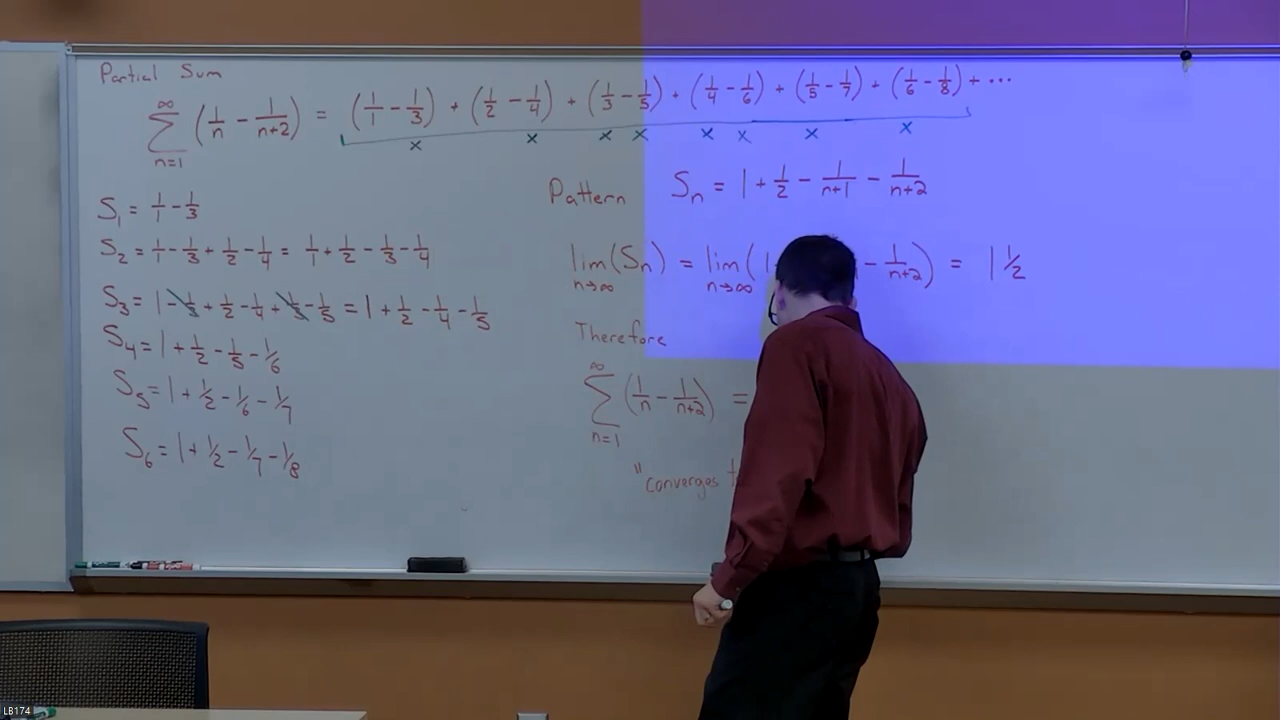 Partial Sum
∞
∑ (1/n − 1/(n+2)) = (1/1 − 1/3) + (1/2 − 1/4) + (1/3 − 1/5) + (1/4 − 1/6) + (1/5 − 1/7) + (1/6 − 1/8) + ⋯
n=1
x x x x x x x x
S₁ = 1/1 − 1/3
S₂ = 1/1 − 1/3 + 1/2 − 1/4 = 1/1 + 1/2 − 1/3 − 1/4
S₃ = 1 − 1/3 + 1/2 − 1/4 + 1/3 − 1/5 = 1 + 1/2 − 1/4 − 1/5
S₄ = 1 + 1/2 − 1/5 − 1/6
S₅ = 1 + 1/2 − 1/6 − 1/7
S₆ = 1 + 1/2 − 1/7 − 1/8
Pattern Sₙ = 1 + 1/2 − 1/(n+1) − 1/(n+2)
lim (Sₙ) = lim (1 − 1/(n+2)) = 1 1/2
n→∞ n→∞
Therefore
∞
∑ (1/n − 1/(n+2)) =
n=1
"converges
LB174